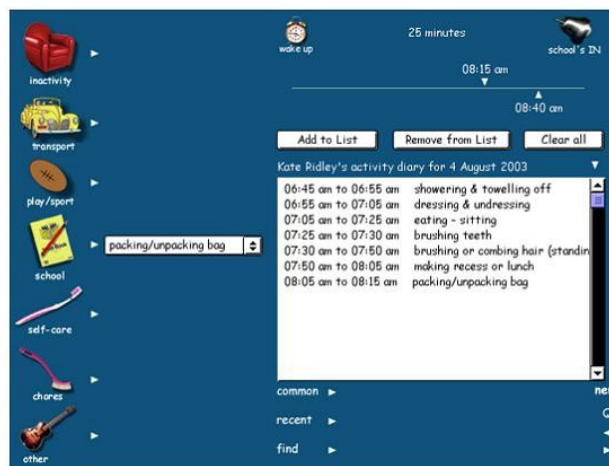 wake up
25 minutes
school's IN
08:15 am
08:40 am
Add to List
Remove from List
Clear all
Kate Ridley's activity diary for 4 August 2003
06:45 am to 06:55 am showering & towelling off
06:55 am to 07:05 am dressing & undressing
07:05 am to 07:25 am eating - sitting
07:25 am to 07:30 am brushing teeth
07:30 am to 07:50 am brushing or combing hair (standin
07:50 am to 08:05 am making recess or lunch
08:05 am to 08:15 am packing/unpacking bag
inactivity
transport
play/sport
school
packing/unpacking bag
self-care
chores
other
common
recent
find